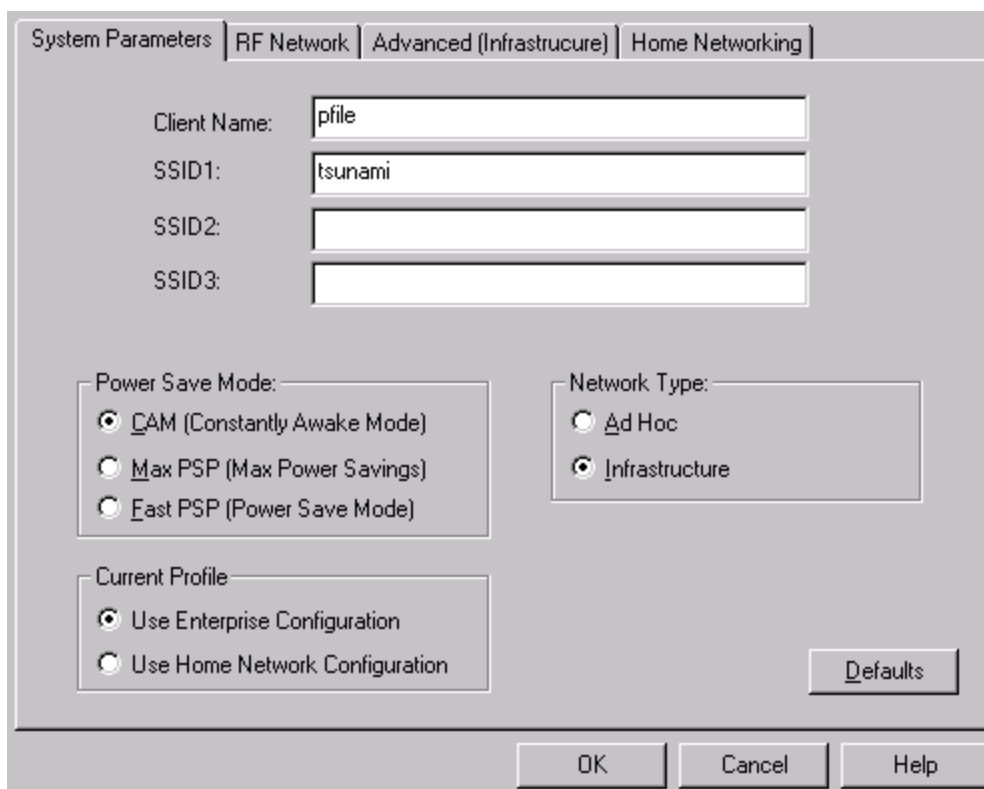 System Parameters RF Network Advanced (Infrastrucure) Home Networking
Client Name: pfile
SSID1: tsunami
SSID2:
SSID3:
Power Save Mode:
CAM (Constantly Awake Mode)
Max PSP (Max Power Savings)
Fast PSP (Power Save Mode)
Network Type:
Ad Hoc
Infrastructure
Current Profile
Use Enterprise Configuration
Use Home Network Configuration
Defaults
OK Cancel Help